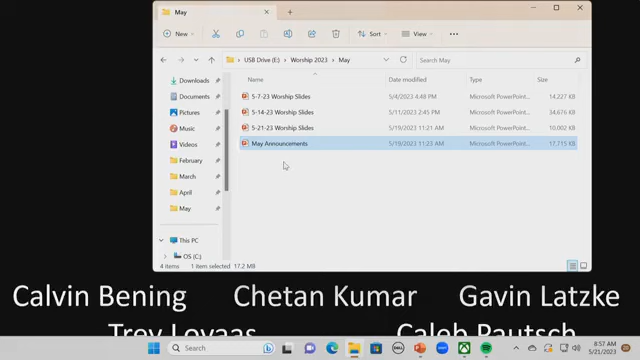 May
New
Sort
View
USB Drive (E:) > Worship 2023 > May
Search May
Name Date modified Type Size
Downloads
Documents
Pictures
Music
Videos
February
March
April
May
This PC
OS (C:)
5-7-23 Worship Slides 5/4/2023 4:48 PM Microsoft PowerPoint... 14,227 KB
5-14-23 Worship Slides 5/11/2023 2:45 PM Microsoft PowerPoint... 34,676 KB
5-21-23 Worship Slides 5/19/2023 11:21 AM Microsoft PowerPoint... 10,002 KB
May Announcements 5/19/2023 11:23 AM Microsoft PowerPoint... 17,715 KB
4 items 1 item selected 17.2 MB
Calvin Bening Chetan Kumar Gavin Latzke
Troy Lovaas Caleb Pautsch
Search
DELL
8:57 AM
5/21/2023